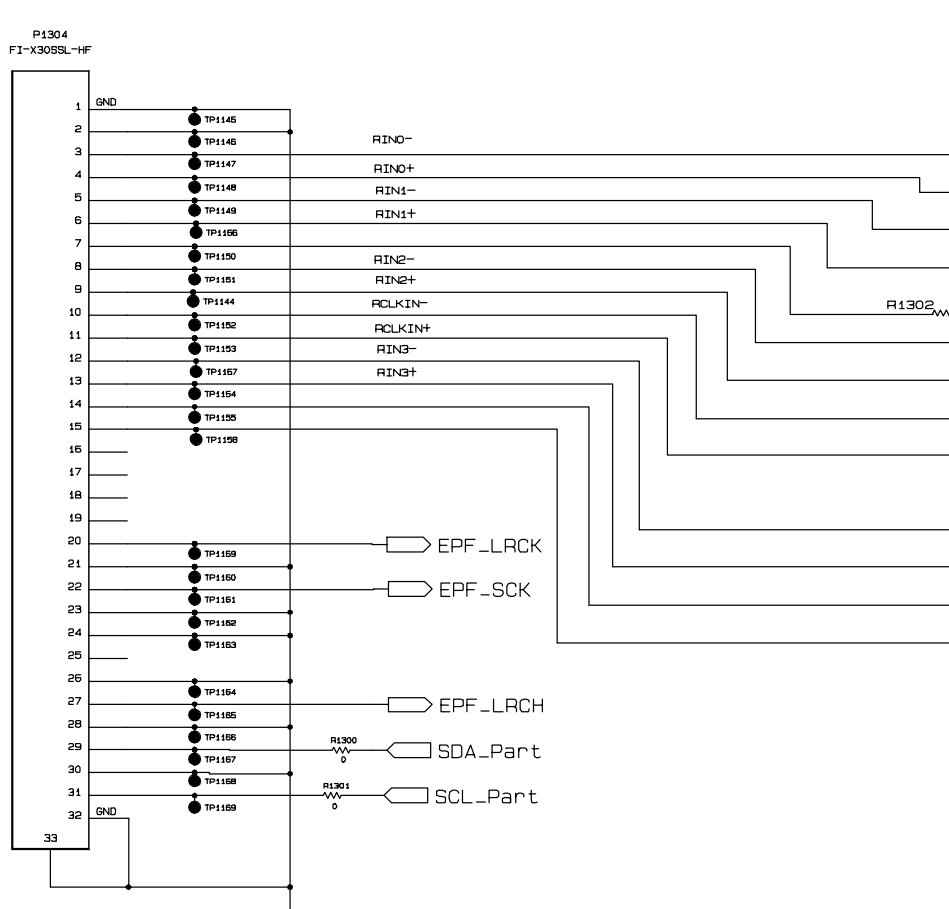 P1304
FI-X30SSL-HF
1 GND
TP1145
2
TP1146
RIN0-
3
TP1147
RIN0+
4
TP1148
RIN1-
5
TP1149
RIN1+
6
TP1156
7
TP1150
RIN2-
8
TP1151
RIN2+
9
TP1144
RCLKIN-
R1302
10
TP1152
RCLKIN+
11
TP1153
RIN3-
12
TP1157
RIN3+
13
TP1154
14
TP1155
15
TP1158
16
17
18
19
20
TP1159
EPF_LRCK
21
TP1160
22
TP1161
EPF_SCK
23
TP1162
24
TP1163
25
26
TP1164
27
TP1165
EPF_LRCH
28
TP1166
R1300
29
TP1167
0
SDA_Part
30
TP1168
R1301
31
TP1169
0
SCL_Part
32 GND
33